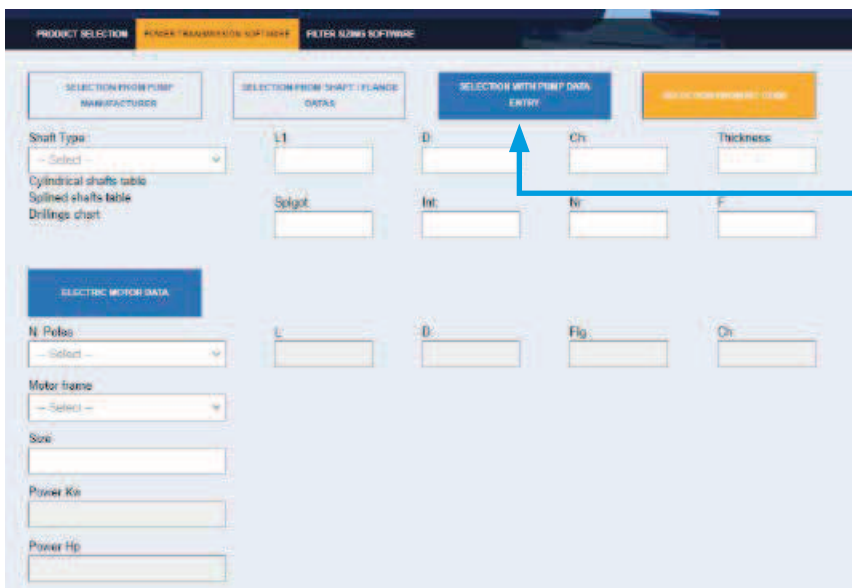 PRODUCT SELECTION POWER TRANSMISSION SOFTWARE FILTER SIZING SOFTWARE
SELECTION FROM PUMP
MANUFACTURER
SELECTION FROM SHAFT / FLANGE
DATAS
SELECTION WITH PUMP DATA
ENTRY
Shaft Type: L1: D: Ch: Thickness:
-- Select --
Cylindrical shafts table
Splined shafts table
Drillings chart
Spigot: Int: Nr: F:
ELECTRIC MOTOR DATA
N. Poles L: D: Flg: Ch:
-- Select --
Motor frame
-- Select --
Size
Power Kw
Power Hp